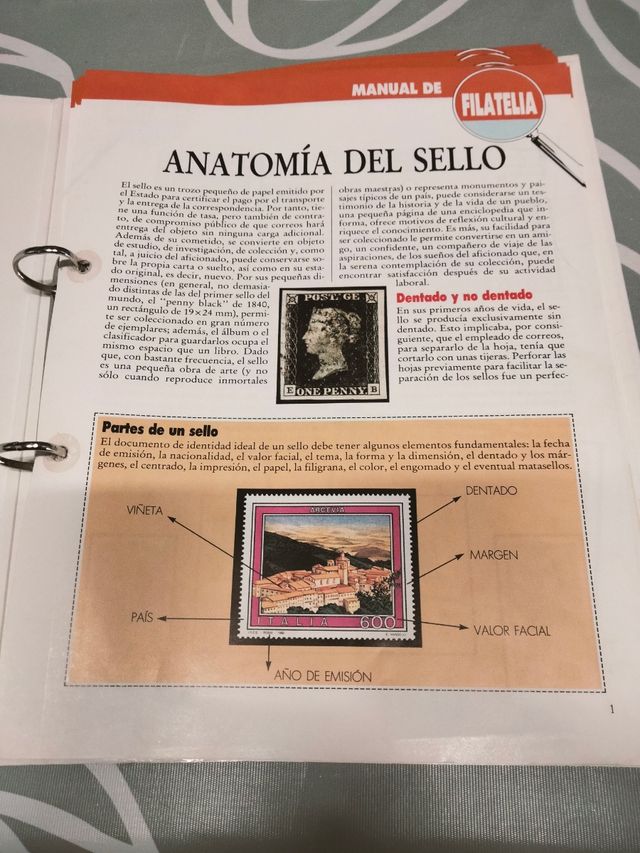 MANUAL DE
FILATELIA
ANATOMÍA DEL SELLO
El sello es un trozo pequeño de papel emitido por
el Estado para certificar el pago por el transporte
y la entrega de la correspondencia. Por tanto, tie-
ne una función de tasa, pero también de contra-
to, de compromiso público de que correos hará
entrega del objeto sin ninguna carga adicional.
Además de su cometido, se convierte en objeto
de estudio, de investigación, de colección y, como
tal, a juicio del aficionado, puede conservarse so-
bre la propia carta o suelto, así como en su esta-
do original, es decir, nuevo. Por sus pequeñas di-
mensiones (en general, no demasia-
do distintas de las del primer sello del
mundo, el "penny black" de 1840,
un rectángulo de 19×24 mm), permi-
te ser coleccionado en gran número
de ejemplares; además, el álbum o el
clasificador para guardarlos ocupa el
mismo espacio que un libro. Dado
que, con bastante frecuencia, el sello
es una pequeña obra de arte (y no
sólo cuando reproduce inmortales
obras maestras) o representa monumentos y pai-
sajes típicos de un país, puede considerarse un tes-
timonio de la historia y de la vida de un pueblo,
una pequeña página de una enciclopedia que in-
forma, ofrece motivos de reflexión cultural y en-
riquece el conocimiento. Es más, su facilidad para
ser coleccionado le permite convertirse en un ami-
go, un confidente, un compañero de viaje de las
aspiraciones, de los sueños del aficionado que, en
la serena contemplación de su colección, puede
encontrar satisfacción después de su actividad
laboral.
POSTAGE
E ONE PENNY. B
Dentado y no dentado
En sus primeros años de vida, el se-
llo se producía exclusivamente sin
dentado. Esto implicaba, por consi-
guiente, que el empleado de correos,
para separarlo de la hoja, tenía que
cortarlo con unas tijeras. Perforar las
hojas previamente para facilitar la se-
paración de los sellos fue un perfec-
Partes de un sello
El documento de identidad ideal de un sello debe tener algunos elementos fundamentales: la fecha
de emisión, la nacionalidad, el valor facial, el tema, la forma y la dimensión, el dentado y los már-
genes, el centrado, la impresión, el papel, la filigrana, el color, el engomado y el eventual matasellos.
DENTADO
VIÑETA
ARCEVIA
MARGEN
PAÍS
ITALIA 600
VALOR FACIAL
AÑO DE EMISIÓN
1